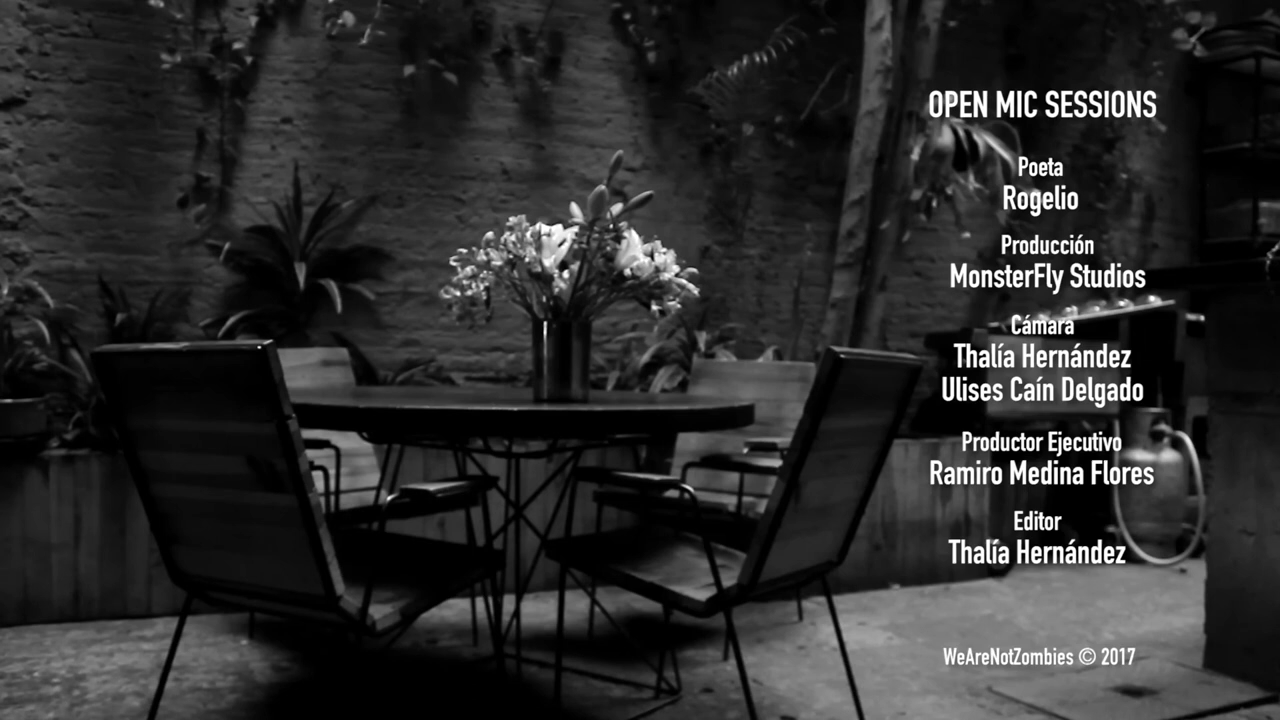 OPEN MIC SESSIONS
Poeta
Rogelio
Producción
MonsterFly Studios
Cámara
Thalía Hernández
Ulises Caín Delgado
Productor Ejecutivo
Ramiro Medina Flores
Editor
Thalía Hernández
WeAreNotZombies © 2017